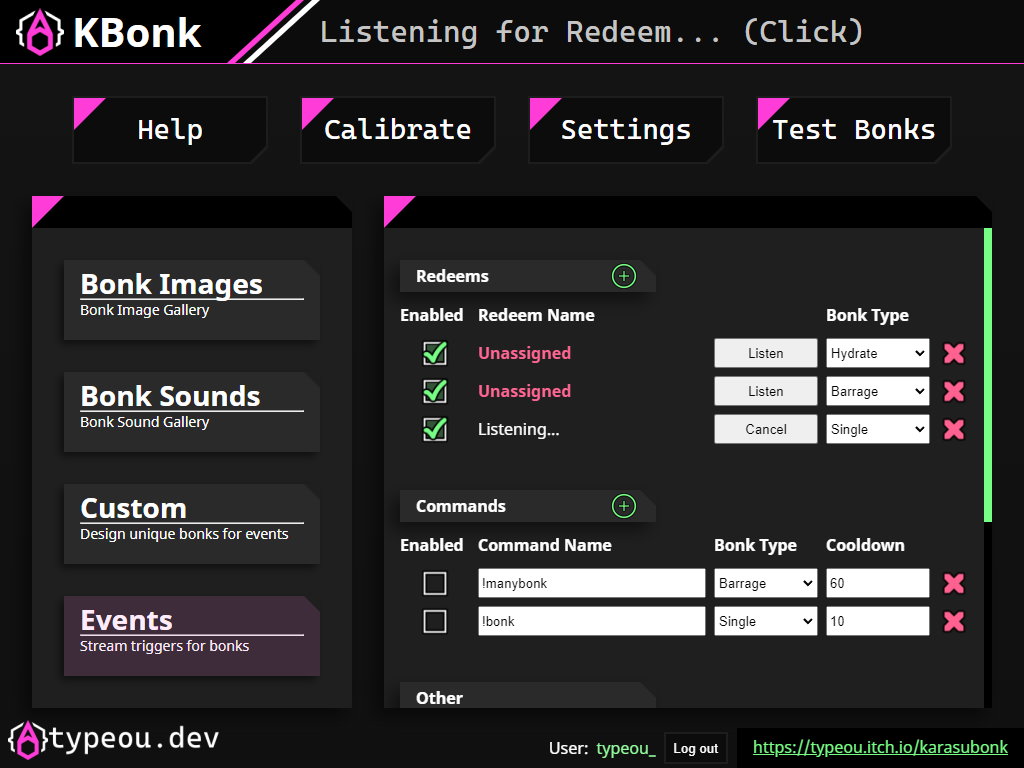 KBonk
Listening for Redeem... (Click)
Help
Calibrate
Settings
Test Bonks
Bonk Images
Bonk Image Gallery
Bonk Sounds
Bonk Sound Gallery
Custom
Design unique bonks for events
Events
Stream triggers for bonks
Redeems
Enabled Redeem Name Bonk Type
Unassigned Listen Hydrate
Unassigned Listen Barrage
Listening... Cancel Single
Commands
Enabled Command Name Bonk Type Cooldown
!manybonk Barrage 60
!bonk Single 10
Other
typeou.dev
User: typeou_ Log out https://typeou.itch.io/karasubonk